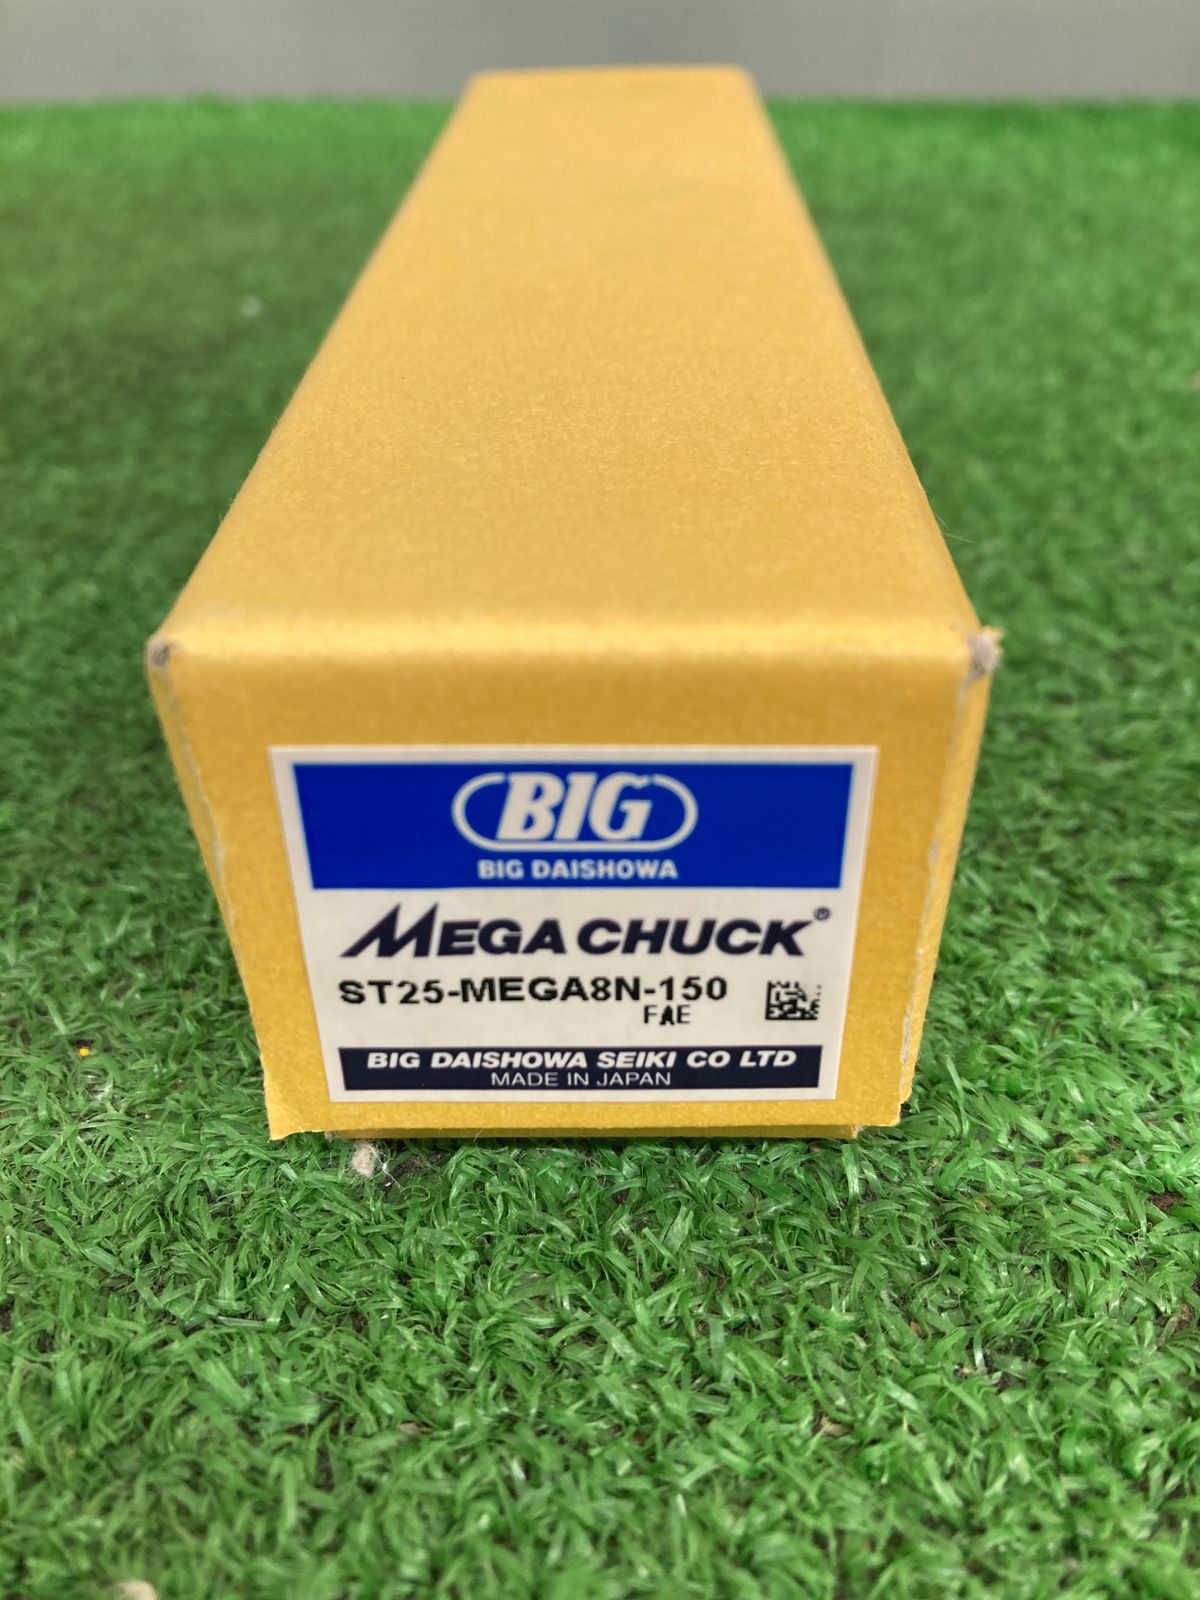 BIG
BIG DAISHOWA
MEGA CHUCK®
ST25-MEGA8N-150
FAE
BIG DAISHOWA SEIKI CO LTD
MADE IN JAPAN